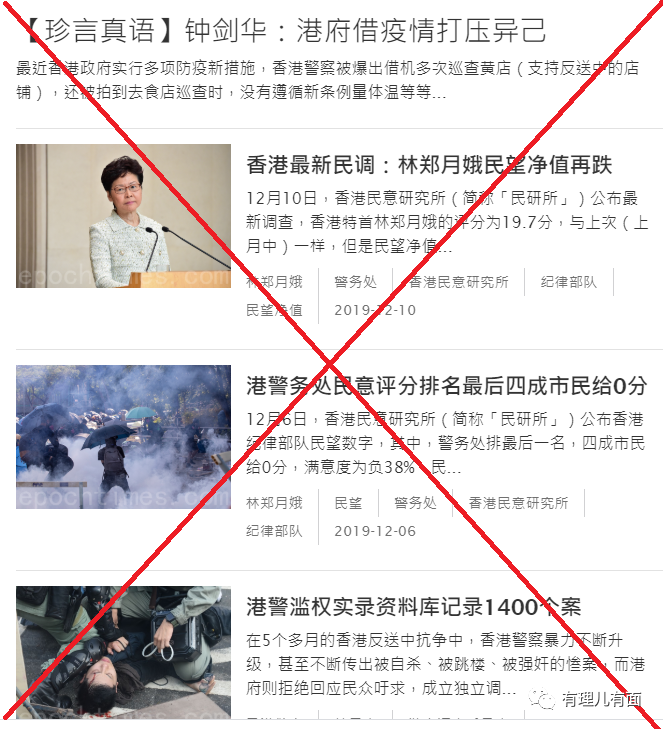 【珍言真语】钟剑华：港府借疫情打压异己
最近香港政府实行多项防疫新措施，香港警察被爆出借机多次巡查黄店（支持反送中的店
铺），还被拍到去食店巡查时，没有遵循新条例量体温等等...
香港最新民调：林郑月娥民望净值再跌
12月10日，香港民意研究所（简称「民研所」）公布最
新调查，香港特首林郑月娥的评分为19.7分，与上次（上
月中）一样，但是民望净值...
林郑月娥 警务处 香港民意研究所 纪律部队
民望净值 2019-12-10
epochtimes.com
港警务处民意评分排名最后四成市民给0分
12月6日，香港民意研究所（简称「民研所」）公布香港
纪律部队民望数字，其中，警务处排最后一名，四成市民
给0分，满意度为负38%，民...
林郑月娥 民望 警务处 香港民意研究所
纪律部队 2019-12-06
epochtimes.com
港警滥权实录资料库记录1400个案
在5个多月的香港反送中抗争中，香港警察暴力不断升
级，甚至不断传出被自杀、被跳楼、被强奸的惨案，而港
府则拒绝回应民众吁求，成立独立调...
有理儿有面